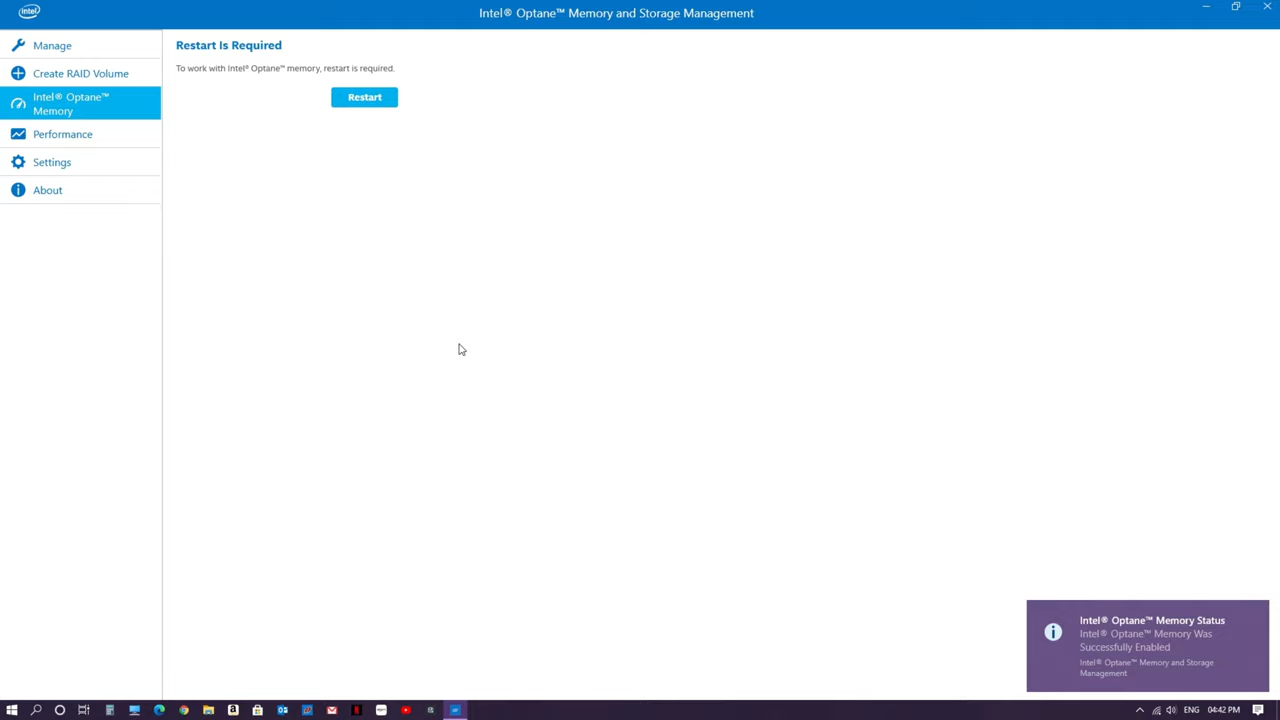 intel
Intel® Optane™ Memory and Storage Management
Manage
Create RAID Volume
Intel® Optane™
Memory
Performance
Settings
About
Restart Is Required
To work with Intel® Optane™ memory, restart is required.
Restart
Intel® Optane™ Memory Status
Intel® Optane™ Memory Was
Successfully Enabled
Intel® Optane™ Memory and Storage
Management
ENG
04:42 PM